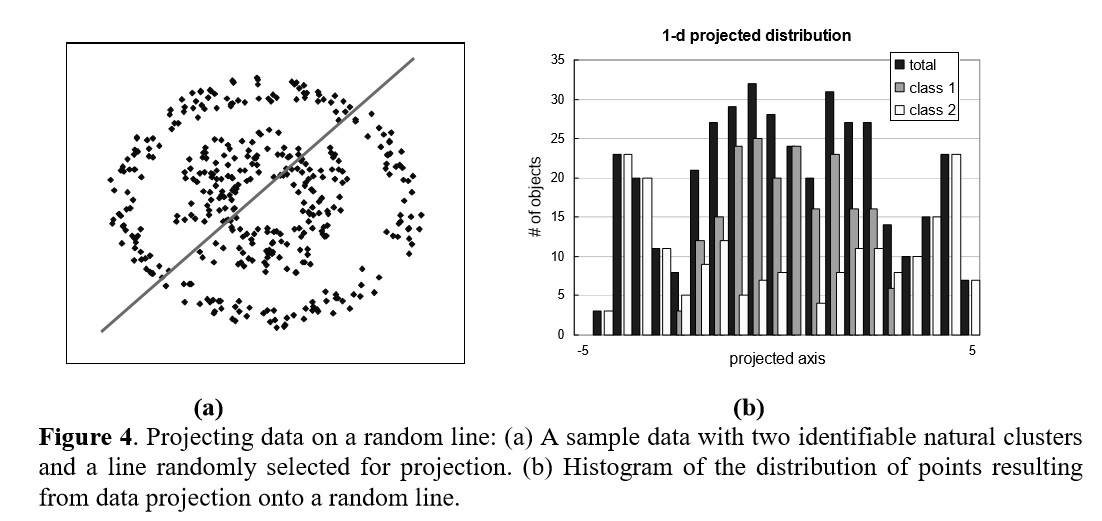 1-d projected distribution
35
30
25
20
15
10
5
0
# of objects
total
class 1
class 2
-5
5
projected axis
(a)
(b)
Figure 4. Projecting data on a random line: (a) A sample data with two identifiable natural clusters
and a line randomly selected for projection. (b) Histogram of the distribution of points resulting
from data projection onto a random line.